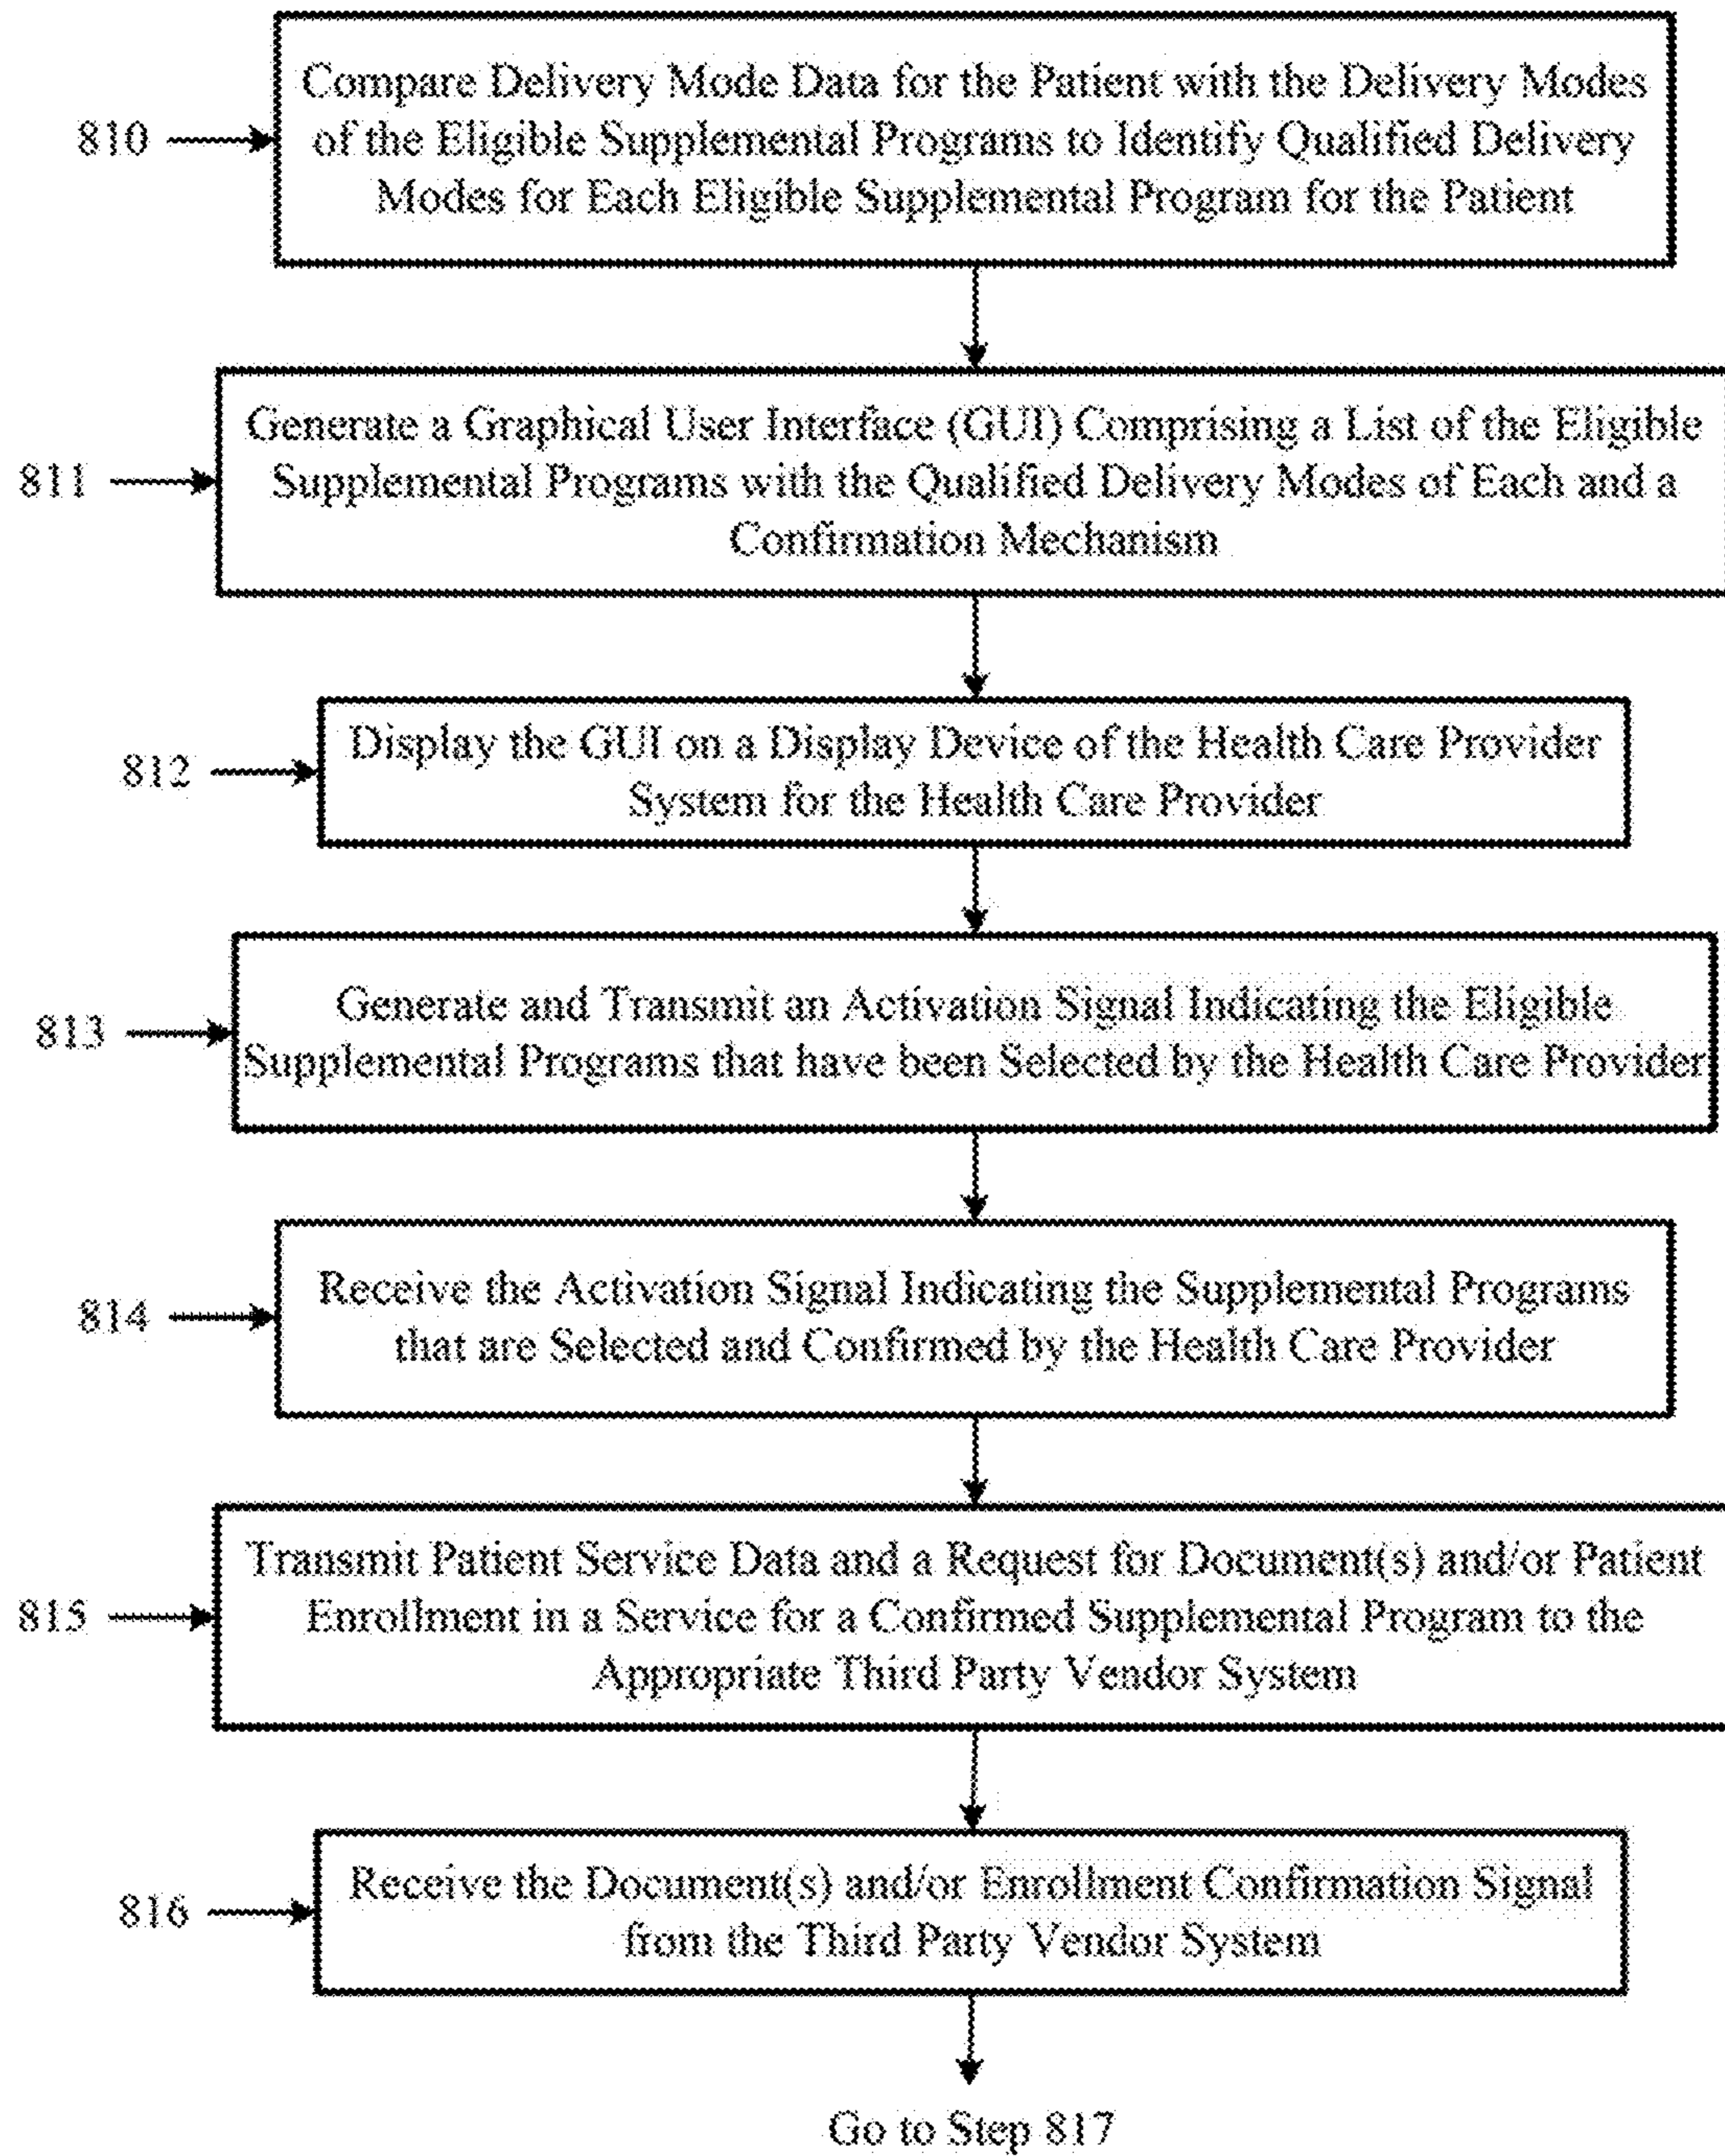 Compare Delivery Mode Data for the Patient with the Delivery Modes
810
of the Eligible Supplemental Programs to Identify Qualified Delivery
Modes for Each Eligible Supplemental Program for the Patient
Generate a Graphical User Interface (GUI) Comprising a List of the Eligible
811
Supplemental Programs with the Qualified Delivery Modes of Each and a
Confirmation Mechanism
Display the GUI on a Display Device of the Health Care Provider
812
System for the Health Care Provider
Generate and Transmit an Activation Signal Indicating the Eligible
813
Supplemental Programs that have been Selected by the Health Care Provider
Receive the Activation Signal Indicating the Supplemental Programs
814
that are Selected and Confirmed by the Health Care Provider
Transmit Patient Service Data and a Request for Document(s) and/or Patient
815
Enrollment in a Service for a Confirmed Supplemental Program to the
Appropriate Third Party Vendor System
Receive the Document(s) and/or Enrollment Confirmation Signal
816
from the Third Party Vendor System
Go to Step 817